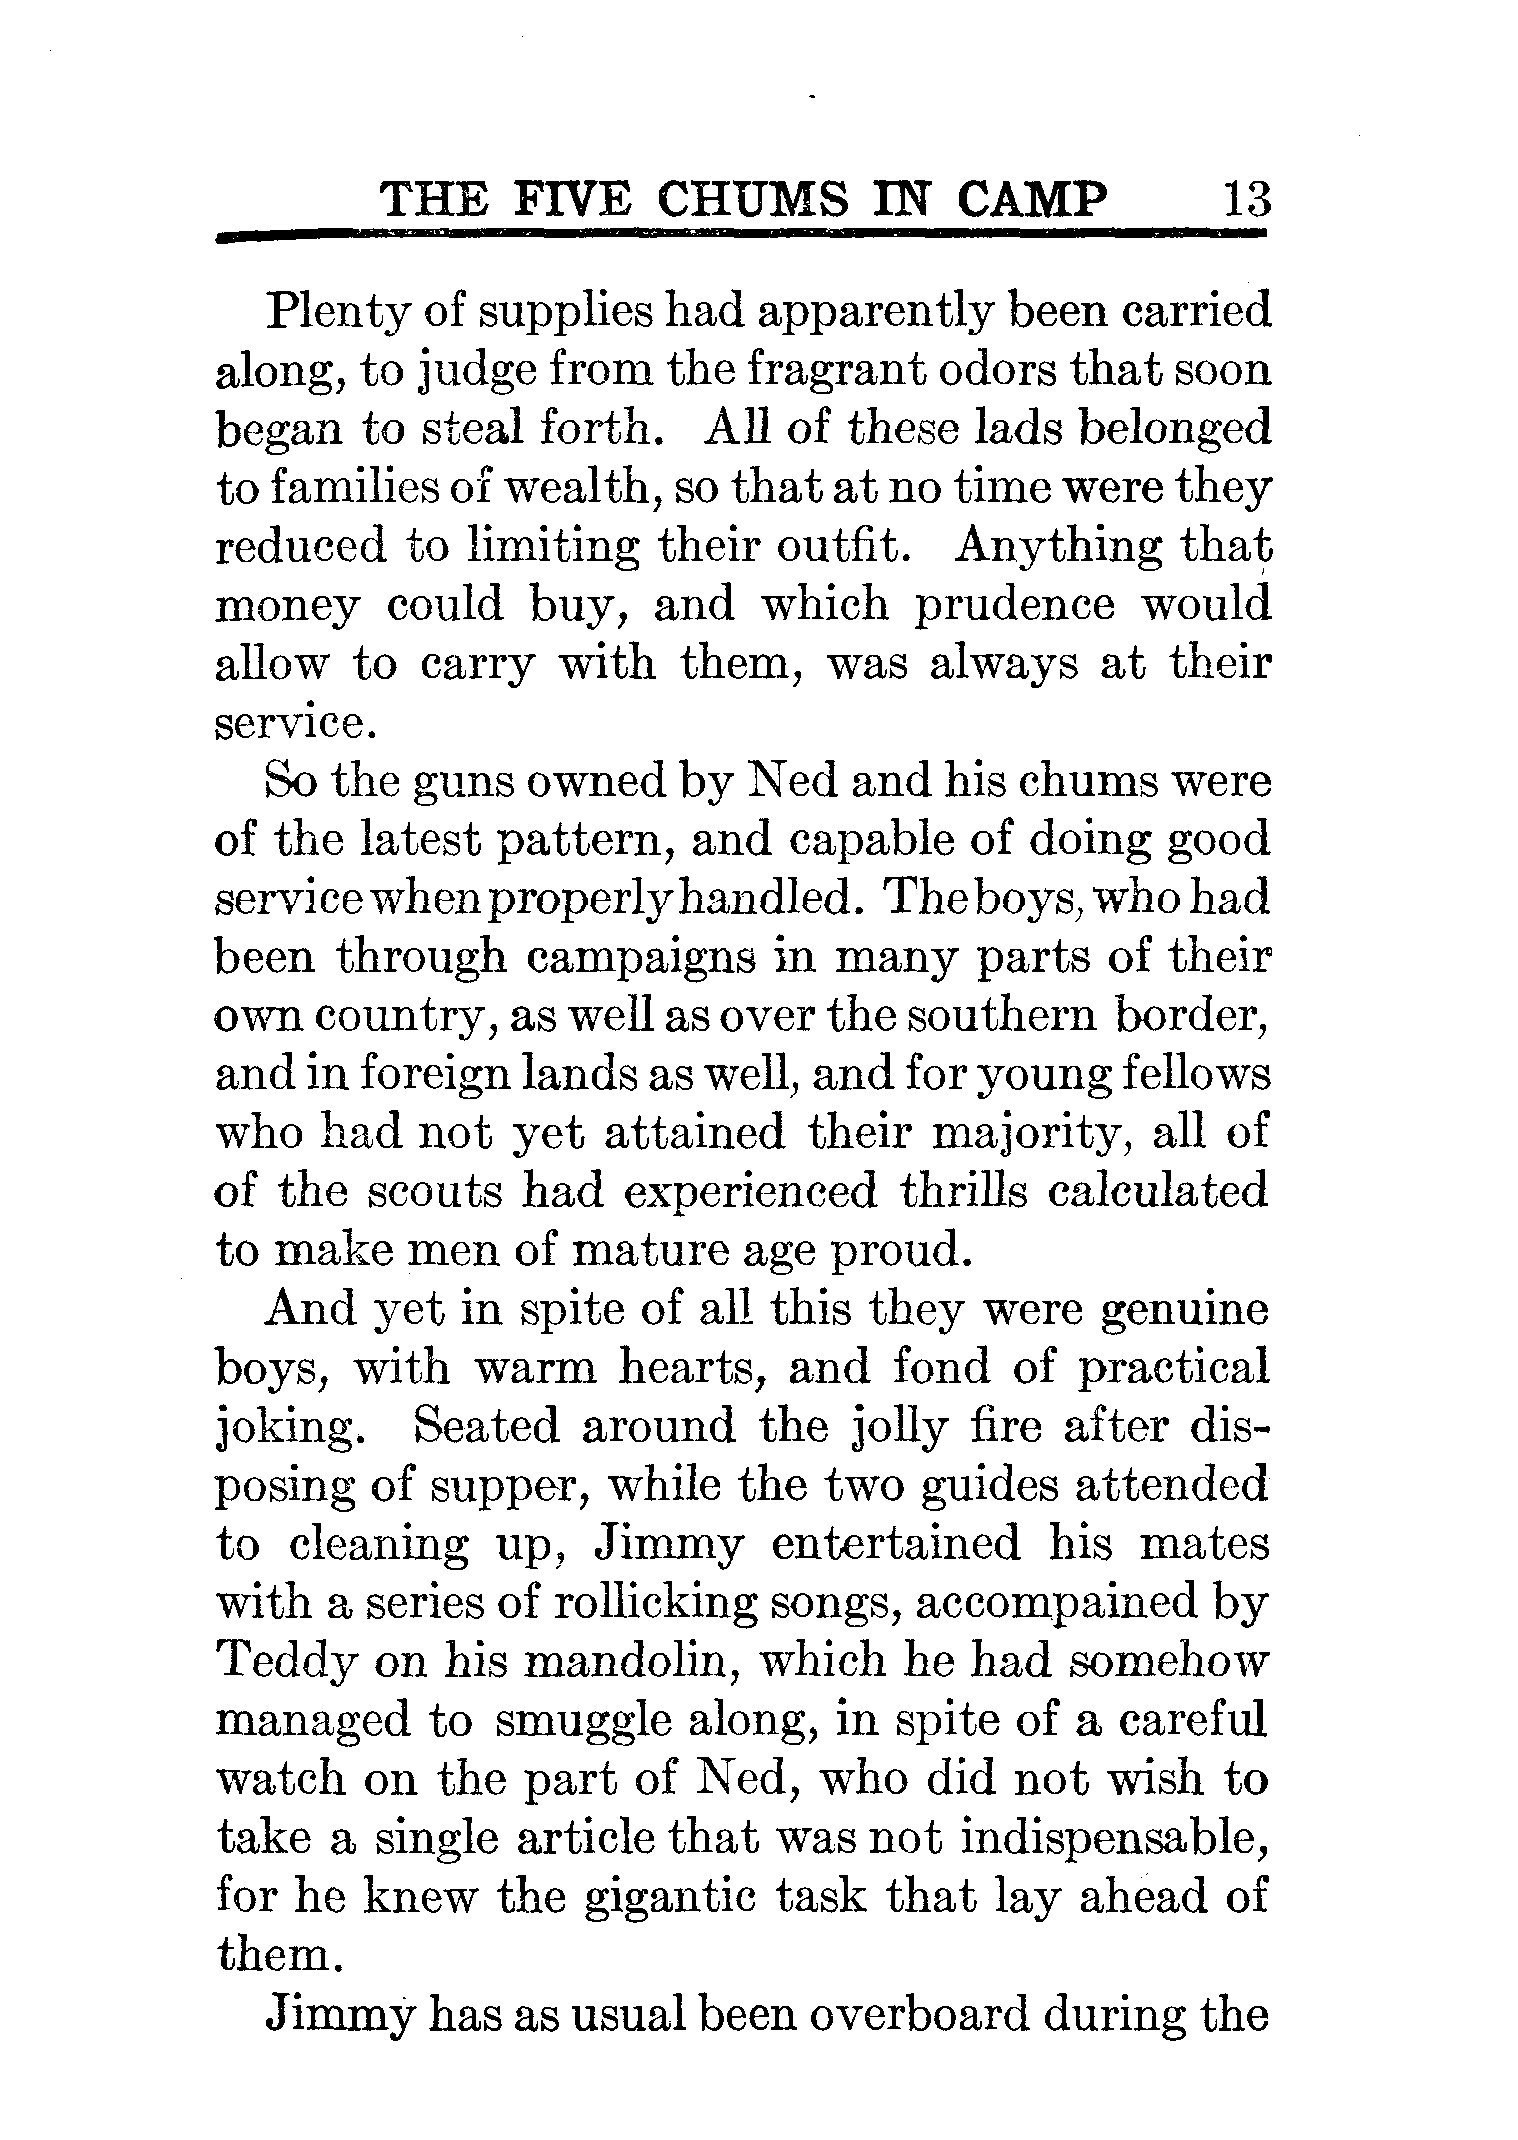 THE FIVE CHUMS IN CAMP 13
Plenty of supplies had apparently been carried
along, to judge from the fragrant odors that soon
began to steal forth. All of these lads belonged
to families of wealth, so that at no time were they
reduced to limiting their outfit. Anything that
money could buy, and which prudence would
allow to carry with them, was always at their
service.
So the guns owned by Ned and his chums were
of the latest pattern, and capable of doing good
service when properly handled. The boys, who had
been through campaigns in many parts of their
own country, as well as over the southern border,
and in foreign lands as well, and for young fellows
who had not yet attained their majority, all of
of the scouts had experienced thrills calculated
to make men of mature age proud.
And yet in spite of all this they were genuine
boys, with warm hearts, and fond of practical
joking. Seated around the jolly fire after dis-
posing of supper, while the two guides attended
to cleaning up, Jimmy entertained his mates
with a series of rollicking songs, accompained by
Teddy on his mandolin, which he had somehow
managed to smuggle along, in spite of a careful
watch on the part of Ned, who did not wish to
take a single article that was not indispensable,
for he knew the gigantic task that lay ahead of
them.
Jimmy has as usual been overboard during the